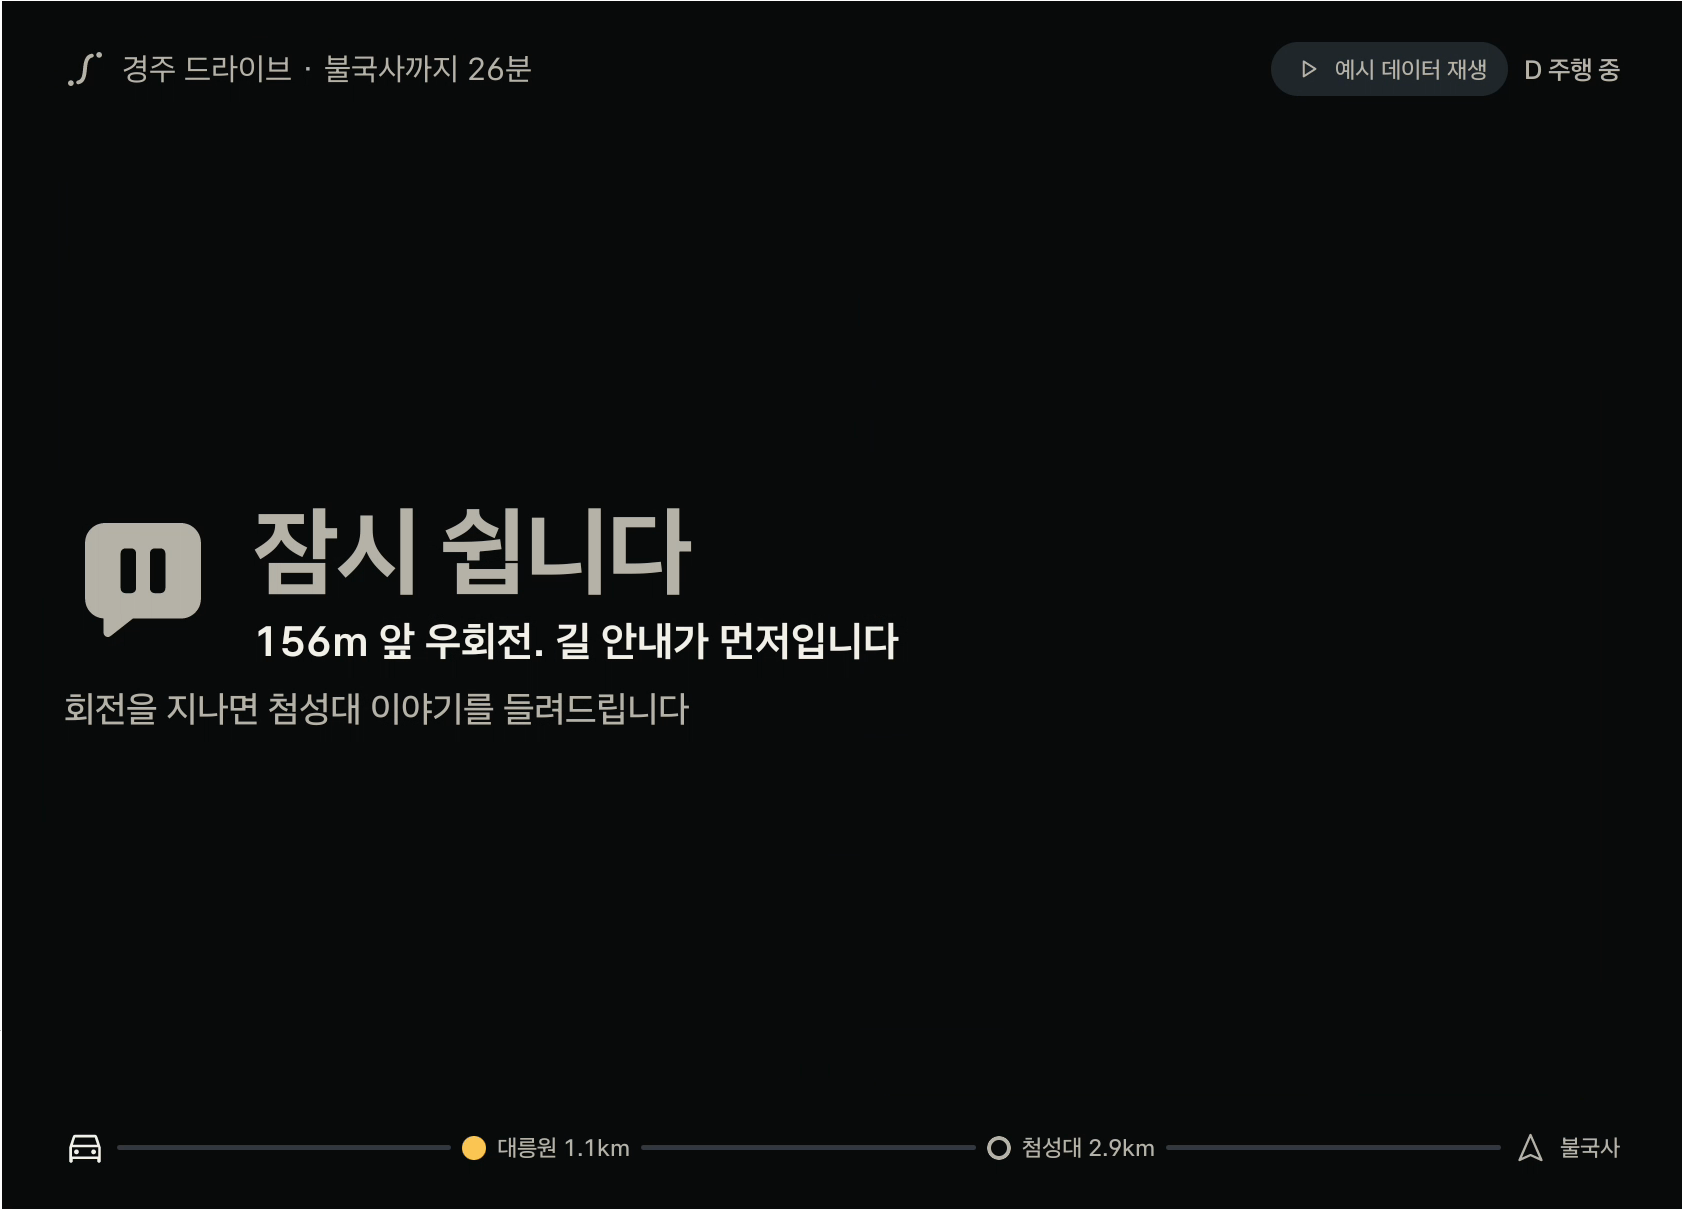 경주 드라이브 · 불국사까지 26분
예시 데이터 재생
D 주행 중
잠시 쉽니다
156m 앞 우회전. 길 안내가 먼저입니다
회전을 지나면 첨성대 이야기를 들려드립니다
대릉원 1.1km
첨성대 2.9km
불국사